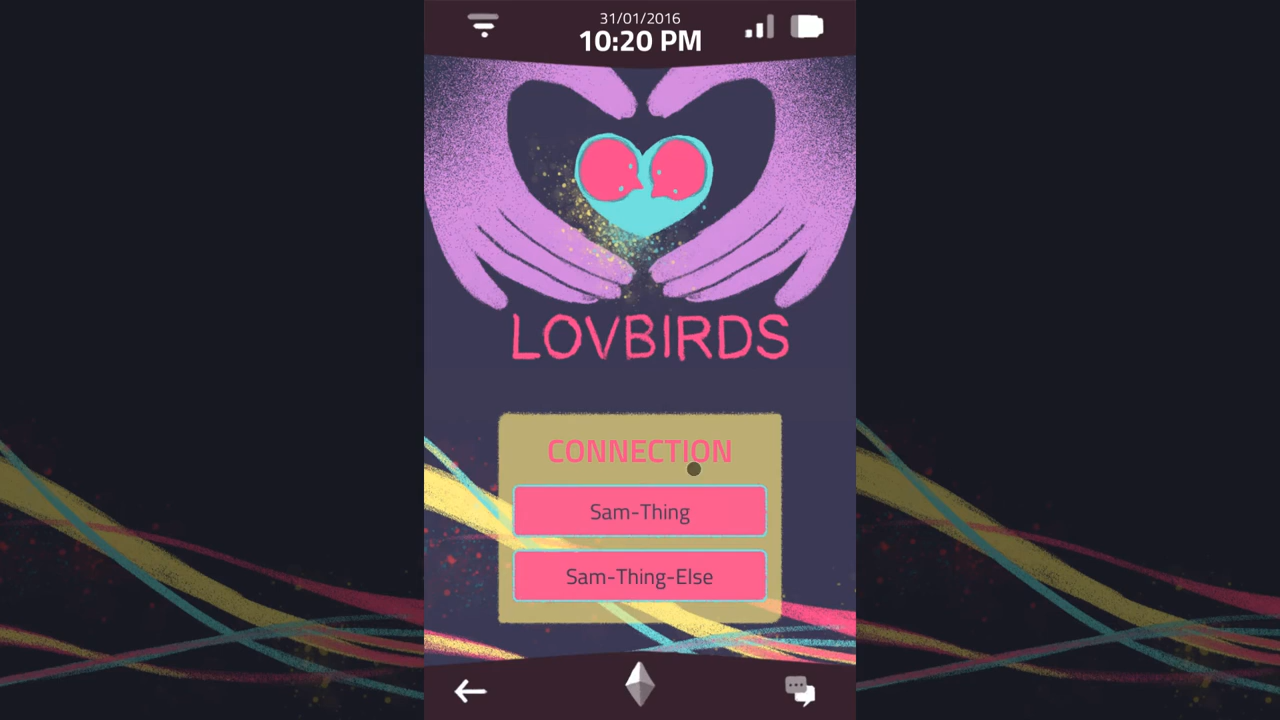 31/01/2016
10:20 PM
LOVBIRDS
CONNECTION
Sam-Thing
Sam-Thing-Else